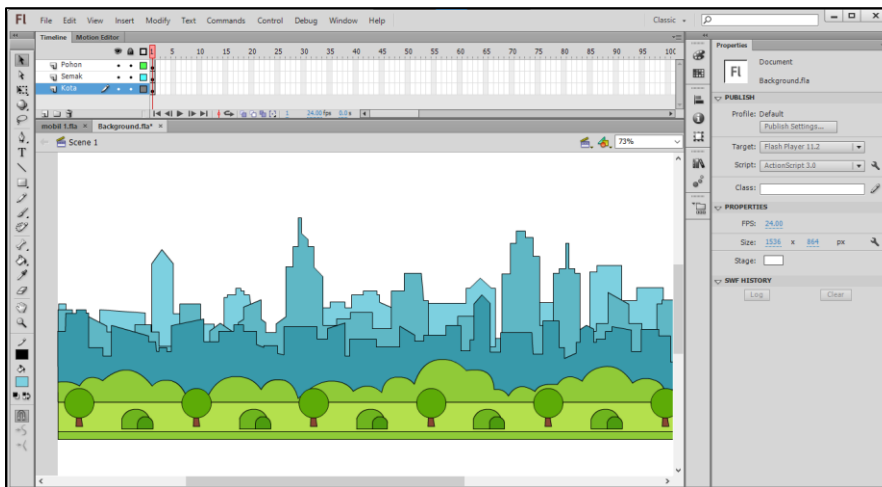 Fl File Edit View Insert Modify Text Commands Control Debug Window Help Classic
Timeline Motion Editor
1 5 10 15 20 25 30 35 40 45 50 55 60 65 70 75 80 85 90 95 100
Pohon
Semak
Kota
1 24.00 fps 0.0 s
mobil 1.fla × Background.fla* ×
Scene 1 73%
T
Properties
Fl Document
Background.fla
PUBLISH
Profile: Default
Publish Settings...
Target: Flash Player 11.2
Script: ActionScript 3.0
Class:
PROPERTIES
FPS: 24.00
Size: 1536 x 864 px
Stage:
SWF HISTORY
Log Clear